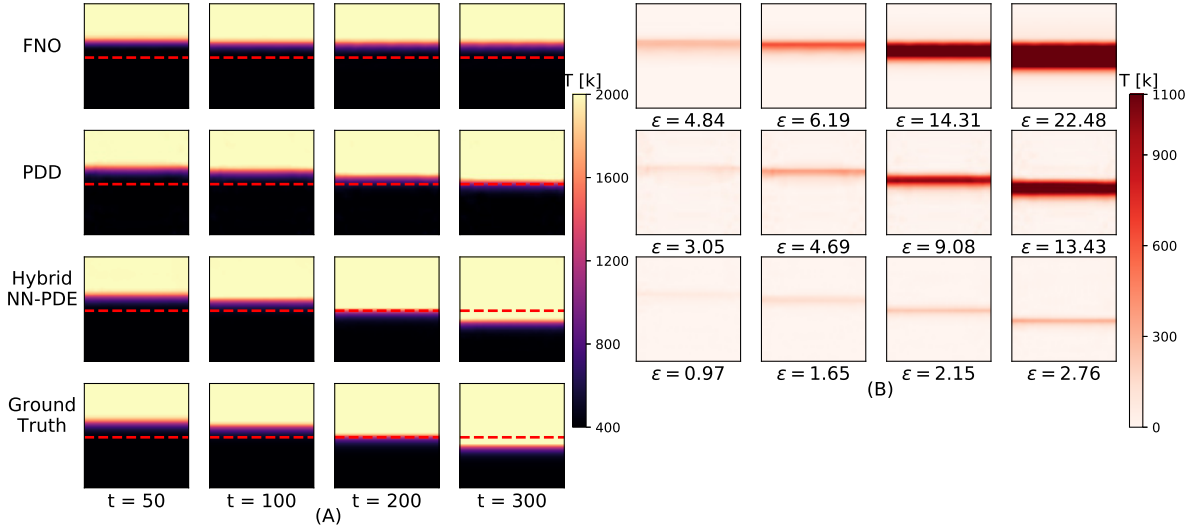 FNO
T [k]
2000
1600
1200
800
400
T [k]
1100
900
600
300
0
ε = 4.84 ε = 6.19 ε = 14.31 ε = 22.48
PDD
ε = 3.05 ε = 4.69 ε = 9.08 ε = 13.43
Hybrid
NN-PDE
ε = 0.97 ε = 1.65 ε = 2.15 ε = 2.76
(B)
Ground
Truth
t = 50 t = 100 t = 200 t = 300
(A)